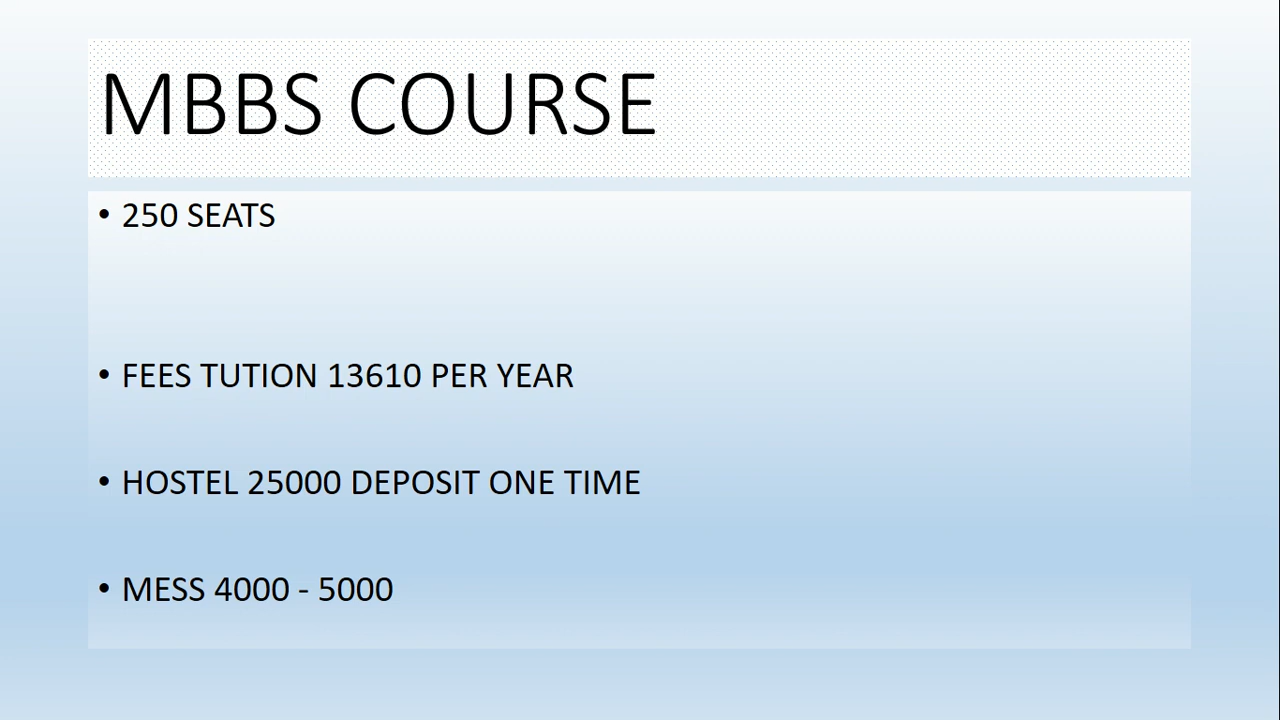 MBBS COURSE
• 250 SEATS
• FEES TUTION 13610 PER YEAR
• HOSTEL 25000 DEPOSIT ONE TIME
• MESS 4000 - 5000